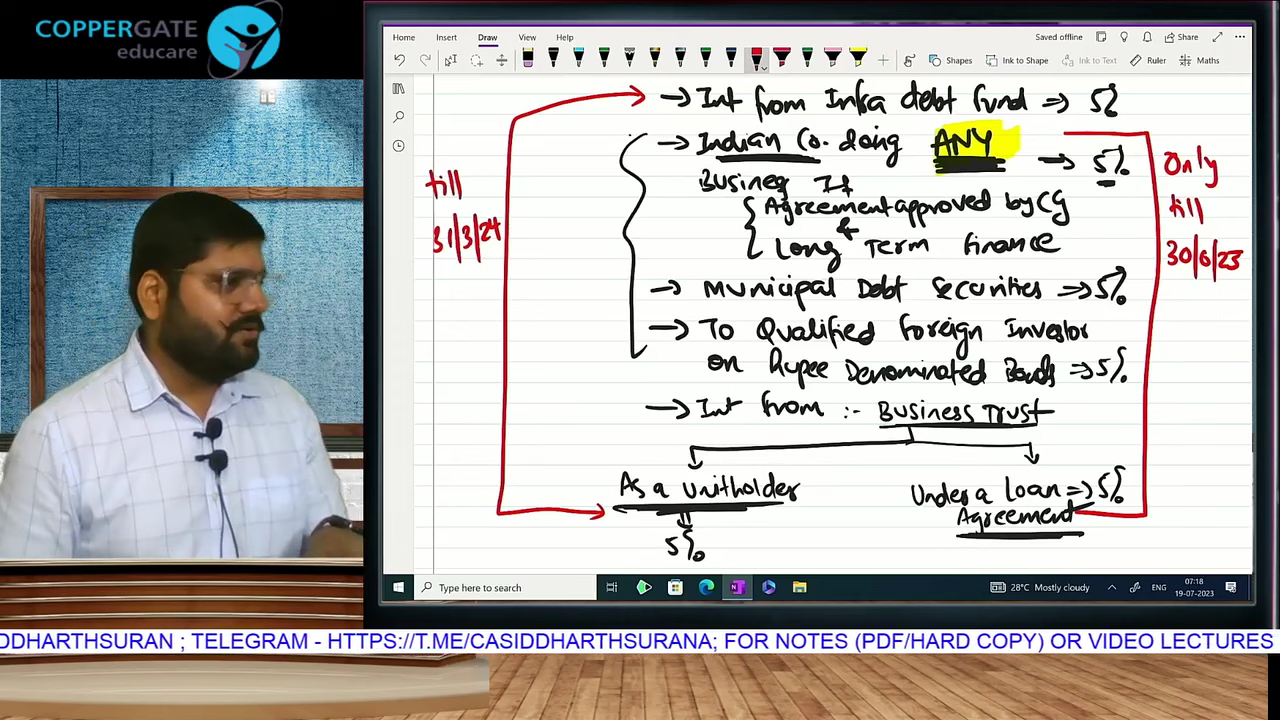 COPPERGATE
educare
Home Insert Draw View Help
Saved offline
Share
Shapes
Ink to Shape
Ink to Text
Ruler
Maths
→ Int from Infra debt fund ⇒ 5%
→ Indian Co. doing ANY → 5%
Business If
Agreement approved by CG
&
Long Term finance
→ Municipal Debt Securities ⇒ 5%
→ To Qualified Foreign Investor
on Rupee Denominated Bonds ⇒ 5%
→ Int from :- Business Trust
As a unitholder
5%
Under a loan ⇒ 5%
Agreement
till
31/3/24
Only
till
30/6/23
Type here to search
28°C Mostly cloudy
ENG
07:18
19-07-2023
DDHARTHSURAN ; TELEGRAM - HTTPS://T.ME/CASIDDHARTHSURANA; FOR NOTES (PDF/HARD COPY) OR VIDEO LECTURES